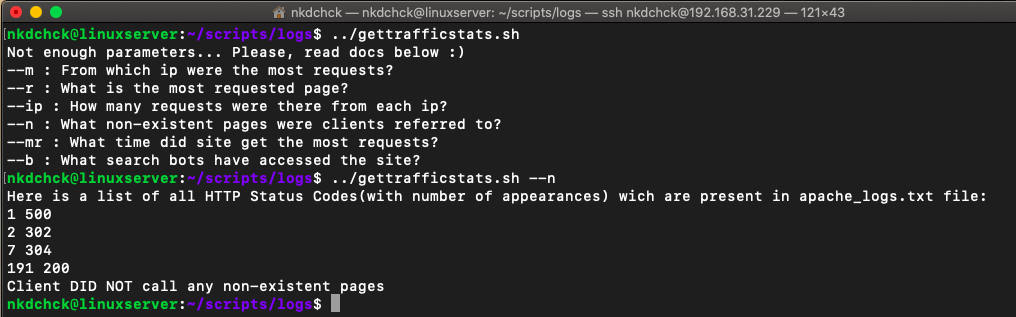 nkdchck — nkdchck@linuxserver: ~/scripts/logs — ssh nkdchck@192.168.31.229 — 121×43
[nkdchck@linuxserver:~/scripts/logs$ ../gettrafficstats.sh
Not enough parameters... Please, read docs below :)
--m : From which ip were the most requests?
--r : What is the most requested page?
--ip : How many requests were there from each ip?
--n : What non-existent pages were clients referred to?
--mr : What time did site get the most requests?
--b : What search bots have accessed the site?
[nkdchck@linuxserver:~/scripts/logs$ ../gettrafficstats.sh --n
Here is a list of all HTTP Status Codes(with number of appearances) wich are present in apache_logs.txt file:
1 500
2 302
7 304
191 200
Client DID NOT call any non-existent pages
nkdchck@linuxserver:~/scripts/logs$